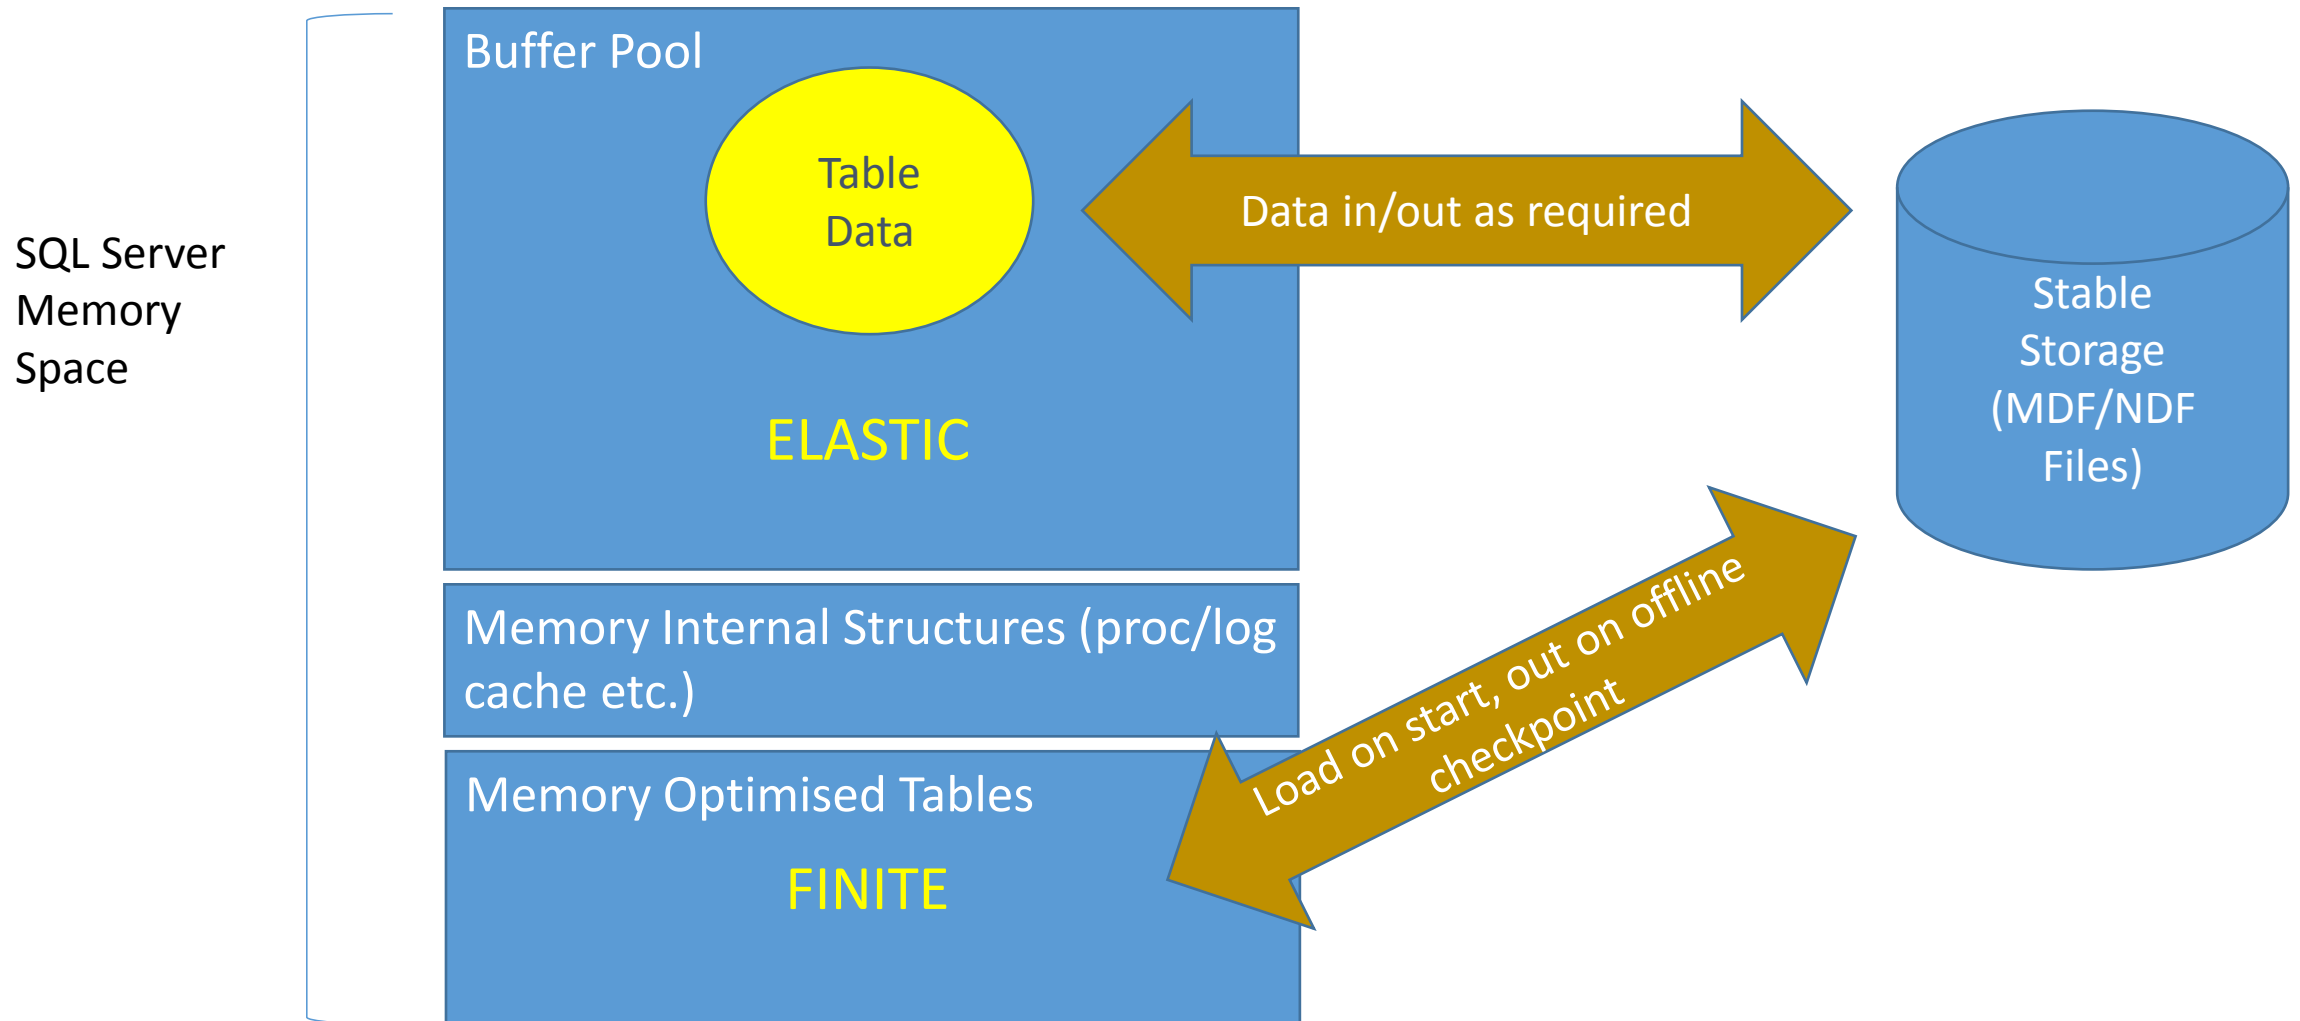 SQL Server
Memory
Space
Buffer Pool
Table
Data
ELASTIC
Memory Internal Structures (proc/log
cache etc.)
Memory Optimised Tables
FINITE
Data in/out as required
Load on start, out on offline
checkpoint
Stable
Storage
(MDF/NDF
Files)